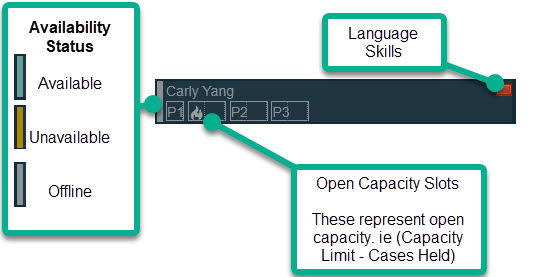 Availability
Status
Available
Unavailable
Offline
Language
Skills
Carly Yang
P1 P2 P3
Open Capacity Slots
These represent open
capacity. ie (Capacity
Limit - Cases Held)